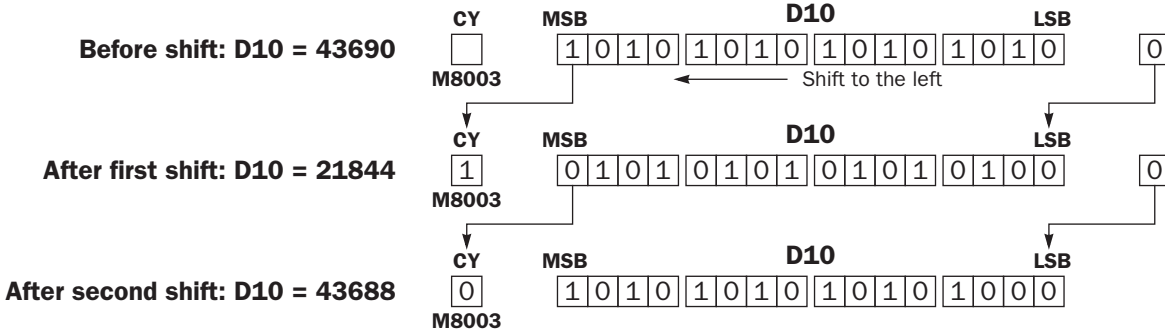 CY MSB D10 LSB
Before shift: D10 = 43690 1 0 1 0 1 0 1 0 1 0 1 0 1 0 1 0 0
M8003 Shift to the left
CY MSB D10 LSB
After first shift: D10 = 21844 1 0 1 0 1 0 1 0 1 0 1 0 1 0 1 0 0 0
M8003
CY MSB D10 LSB
After second shift: D10 = 43688 0 1 0 1 0 1 0 1 0 1 0 1 0 1 0 0 0
M8003